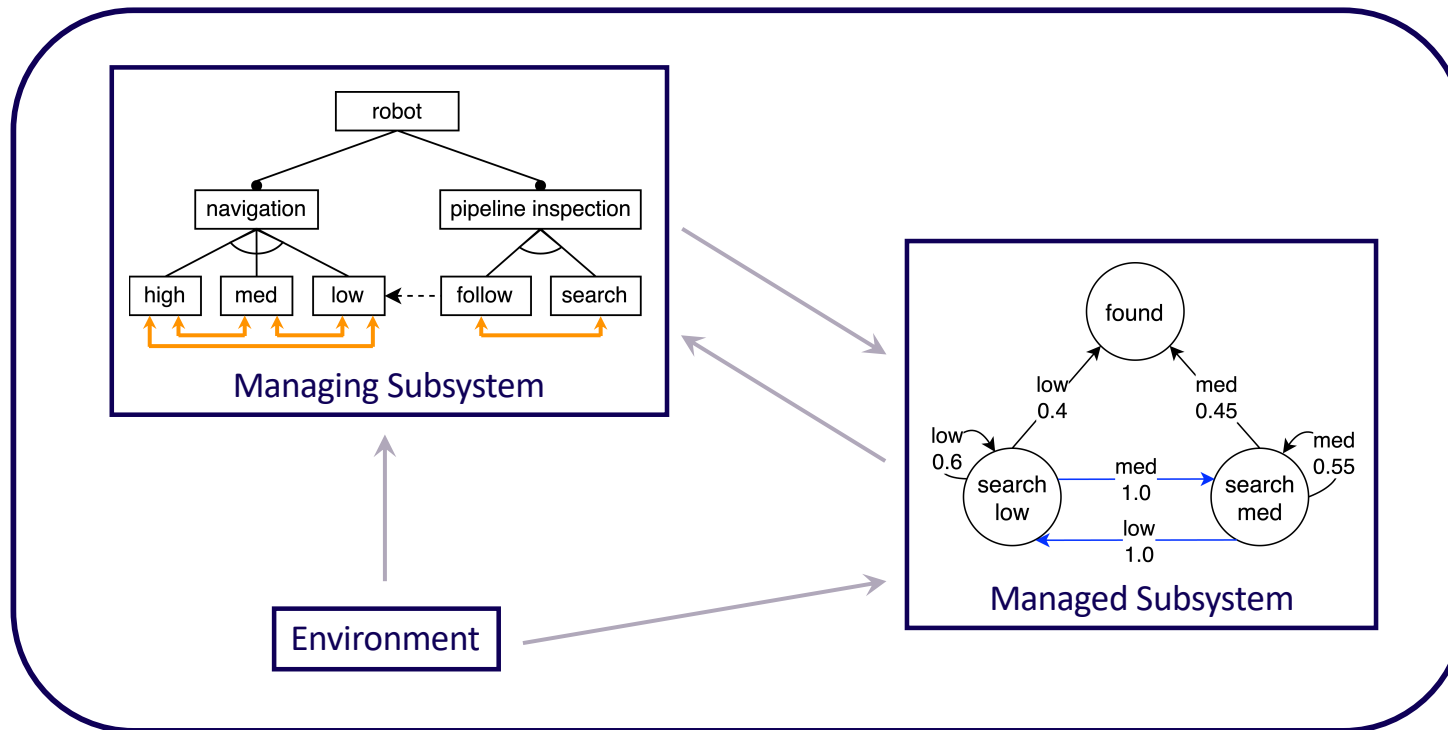 robot
navigation
pipeline inspection
high
med
low
follow
search
Managing Subsystem
found
low
0.4
med
0.45
low
0.6
med
0.55
search
low
med
1.0
search
med
low
1.0
Managed Subsystem
Environment